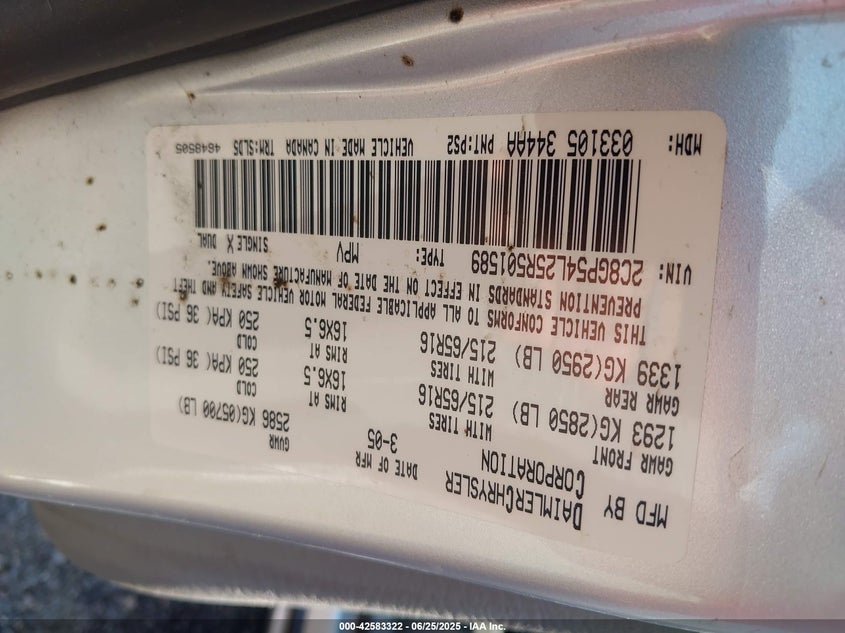 MFD BY DAIMLERCHRYSLER CORPORATION
DATE OF MFR 3-05
GVWR 2586 KG(05700 LB)
GAWR FRONT 1293 KG(2850 LB)
WITH TIRES 215/65R16
RIMS AT 16X6.5
COLD 250 KPA(36 PSI)
GAWR REAR 1339 KG(2950 LB)
WITH TIRES 215/65R16
RIMS AT 16X6.5
COLD 250 KPA(36 PSI)
THIS VEHICLE CONFORMS TO ALL APPLICABLE FEDERAL MOTOR VEHICLE SAFETY AND THEFT
PREVENTION STANDARDS IN EFFECT ON THE DATE OF MANUFACTURE SHOWN ABOVE.
VIN: 2C8GP54L25R501589 TYPE: MPV SINGLE X DUAL
MDH: 033105 344AA PNT:PS2 VEHICLE MADE IN CANADA TRM:SLD5 4648505
000-42583322 | 06/25/2025 - IAA Inc.